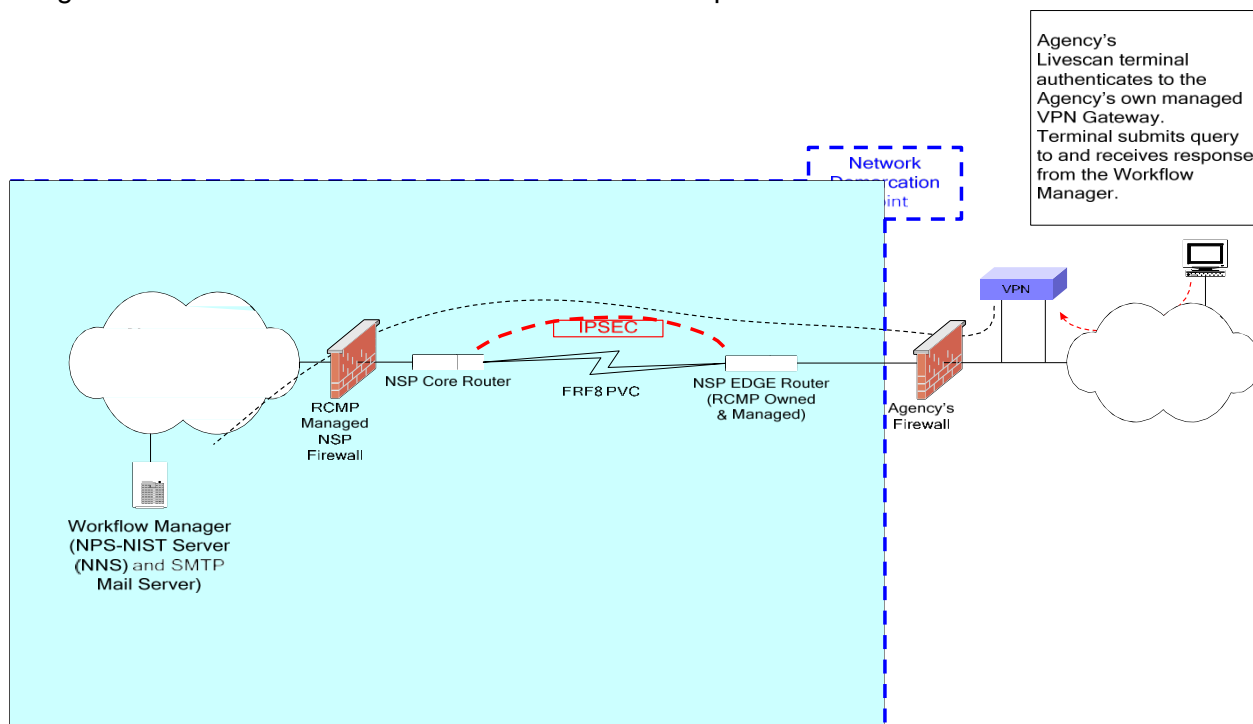 Agency's
Livescan terminal
authenticates to the
Agency's own managed
VPN Gateway.
Terminal submits query
to and receives response
from the Workflow
Manager.
Network
VPN
IPSEC
NSP Core Router
FRF8 PVC
NSP EDGE Router
(RCMP Owned
& Managed)
RCMP
Managed
NSP
Firewall
Agency's
Firewall
Workflow Manager
(NPS-NIST Server
(NNS) and SMTP
Mail Server)